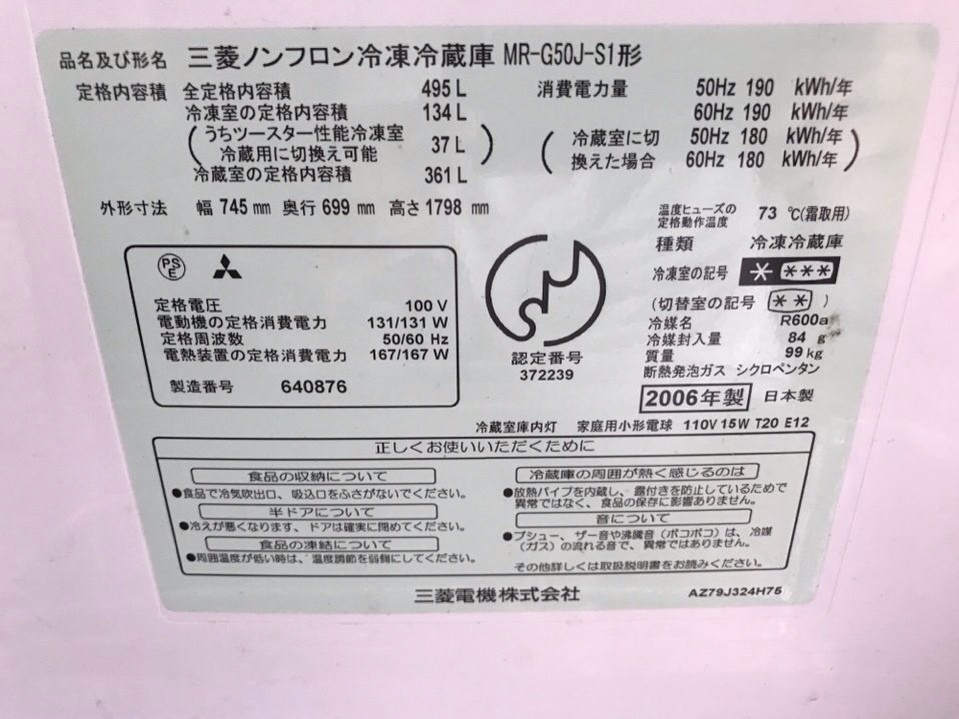 品名及び形名 三菱ノンフロン冷凍冷蔵庫 MR-G50J-S1形
定格内容積 全定格内容積 495 L
冷凍室の定格内容積 134 L
(うちツースター性能冷凍室
冷蔵用に切換え可能 37 L)
冷蔵室の定格内容積 361 L
消費電力量 50Hz 190 kWh/年
60Hz 190 kWh/年
(冷蔵室に切 50Hz 180 kWh/年
換えた場合 60Hz 180 kWh/年)
外形寸法 幅 745 mm 奥行 699 mm 高さ 1798 mm
温度ヒューズの
定格動作温度 73 ℃(霜取用)
種類 冷凍冷蔵庫
冷凍室の記号 * ***
(切替室の記号 **)
冷媒名 R600a
冷媒封入量 84 g
質量 99 kg
断熱発泡ガス シクロペンタン
2006年製 日本製
PS
E
定格電圧 100 V
電動機の定格消費電力 131/131 W
定格周波数 50/60 Hz
電熱装置の定格消費電力 167/167 W
製造番号 640876
認定番号
372239
冷蔵室庫内灯 家庭用小形電球 110V 15W T20 E12
正しくお使いいただくために
食品の収納について
●食品で冷気吹出口、吸込口をふさがないでください。
半ドアについて
●冷えが悪くなります、ドアは確実に閉めてください。
食品の凍結について
●周囲温度が低い時は、温度調節を弱側にしてください。
冷蔵庫の周囲が熱く感じるのは
●放熱パイプを内蔵し、露付きを防止しているためで
異常ではなく、食品の保存に影響ありません。
音について
●プシュー、ザー音や沸騰音(ポコポコ)は、冷媒
(ガス)の流れる音で、異常ではありません。
その他詳しくは取扱説明書をお読みください。
三菱電機株式会社
AZ79J324H75